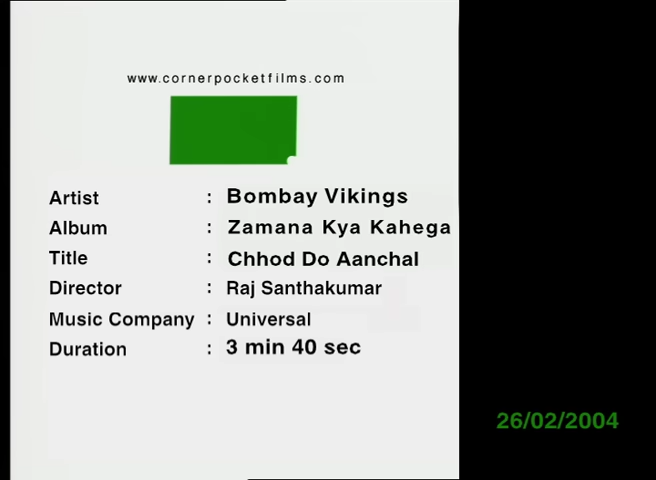 www.cornerpocketfilms.com
Artist : Bombay Vikings
Album : Zamana Kya Kahega
Title : Chhod Do Aanchal
Director : Raj Santhakumar
Music Company : Universal
Duration : 3 min 40 sec
26/02/2004